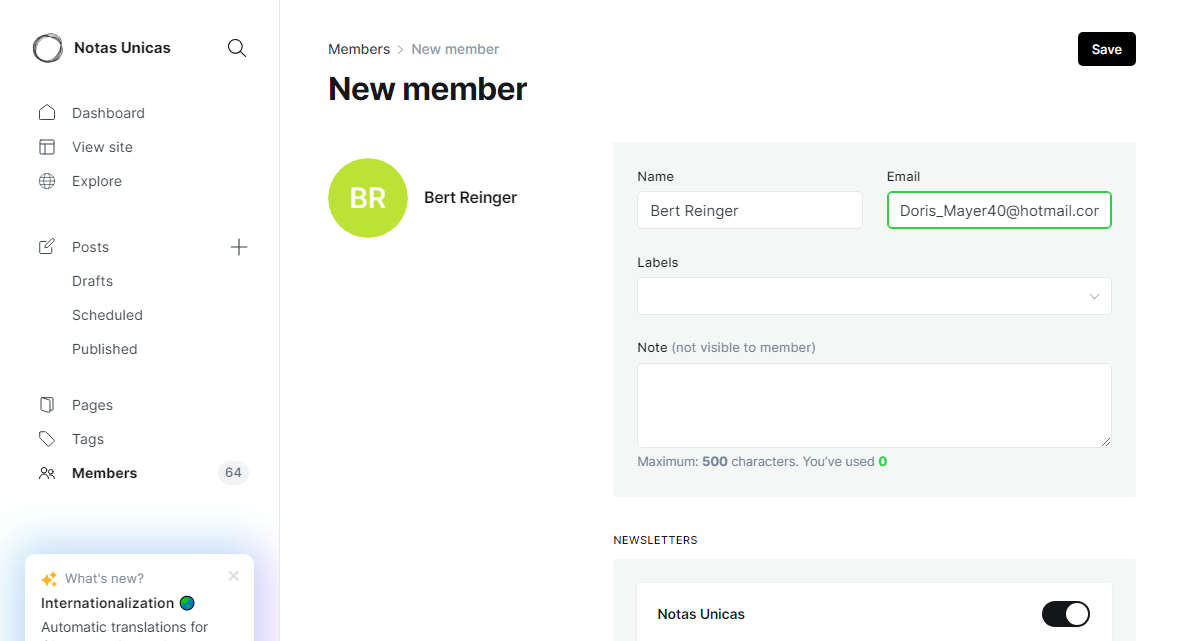 Notas Unicas
Dashboard
View site
Explore
Posts
Drafts
Scheduled
Published
Pages
Tags
Members 64
What's new?
Internationalization
Automatic translations for
Members > New member
Save
New member
BR
Bert Reinger
Name
Bert Reinger
Email
Doris_Mayer40@hotmail.cor
Labels
Note (not visible to member)
Maximum: 500 characters. You've used 0
NEWSLETTERS
Notas Unicas